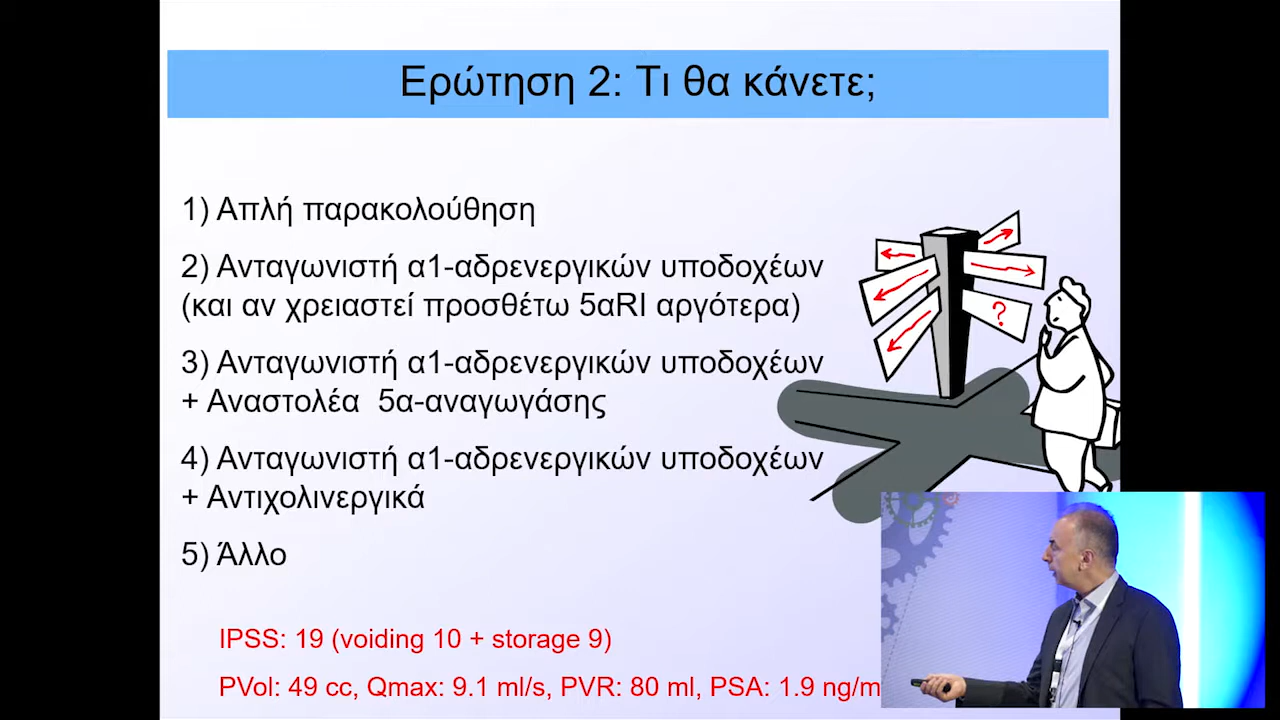 Ερώτηση 2: Τι θα κάνετε;
1) Απλή παρακολούθηση
2) Ανταγωνιστή α1-αδρενεργικών υποδοχέων
(και αν χρειαστεί προσθέτω 5αRI αργότερα)
3) Ανταγωνιστή α1-αδρενεργικών υποδοχέων
+ Αναστολέα 5α-αναγωγάσης
4) Ανταγωνιστή α1-αδρενεργικών υποδοχέων
+ Αντιχολινεργικά
5) Άλλο
?
IPSS: 19 (voiding 10 + storage 9)
PVol: 49 cc, Qmax: 9.1 ml/s, PVR: 80 ml, PSA: 1.9 ng/m